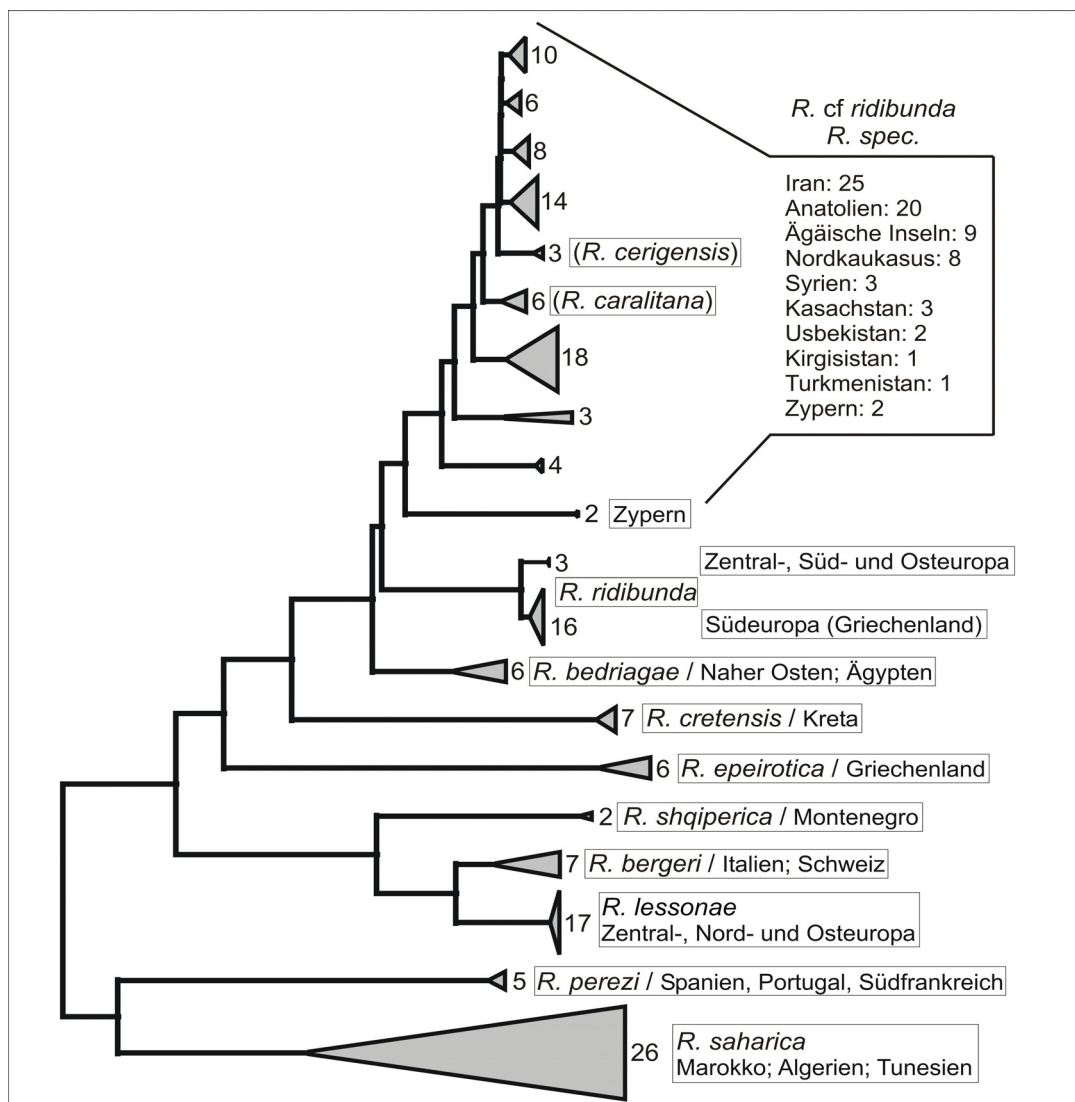 10
6
8
14
3 (R. cerigensis)
6 (R. caralitana)
18
3
4
2 Zypern
R. cf ridibunda
R. spec.
Iran: 25
Anatolien: 20
Ägäische Inseln: 9
Nordkaukasus: 8
Syrien: 3
Kasachstan: 3
Usbekistan: 2
Kirgisistan: 1
Turkmenistan: 1
Zypern: 2
3 Zentral-, Süd- und Osteuropa
R. ridibunda
16 Südeuropa (Griechenland)
6 R. bedriagae / Naher Osten; Ägypten
7 R. cretensis / Kreta
6 R. epeirotica / Griechenland
2 R. shqiperica / Montenegro
7 R. bergeri / Italien; Schweiz
17 R. lessonae
Zentral-, Nord- und Osteuropa
5 R. perezi / Spanien, Portugal, Südfrankreich
26 R. saharica
Marokko; Algerien; Tunesien